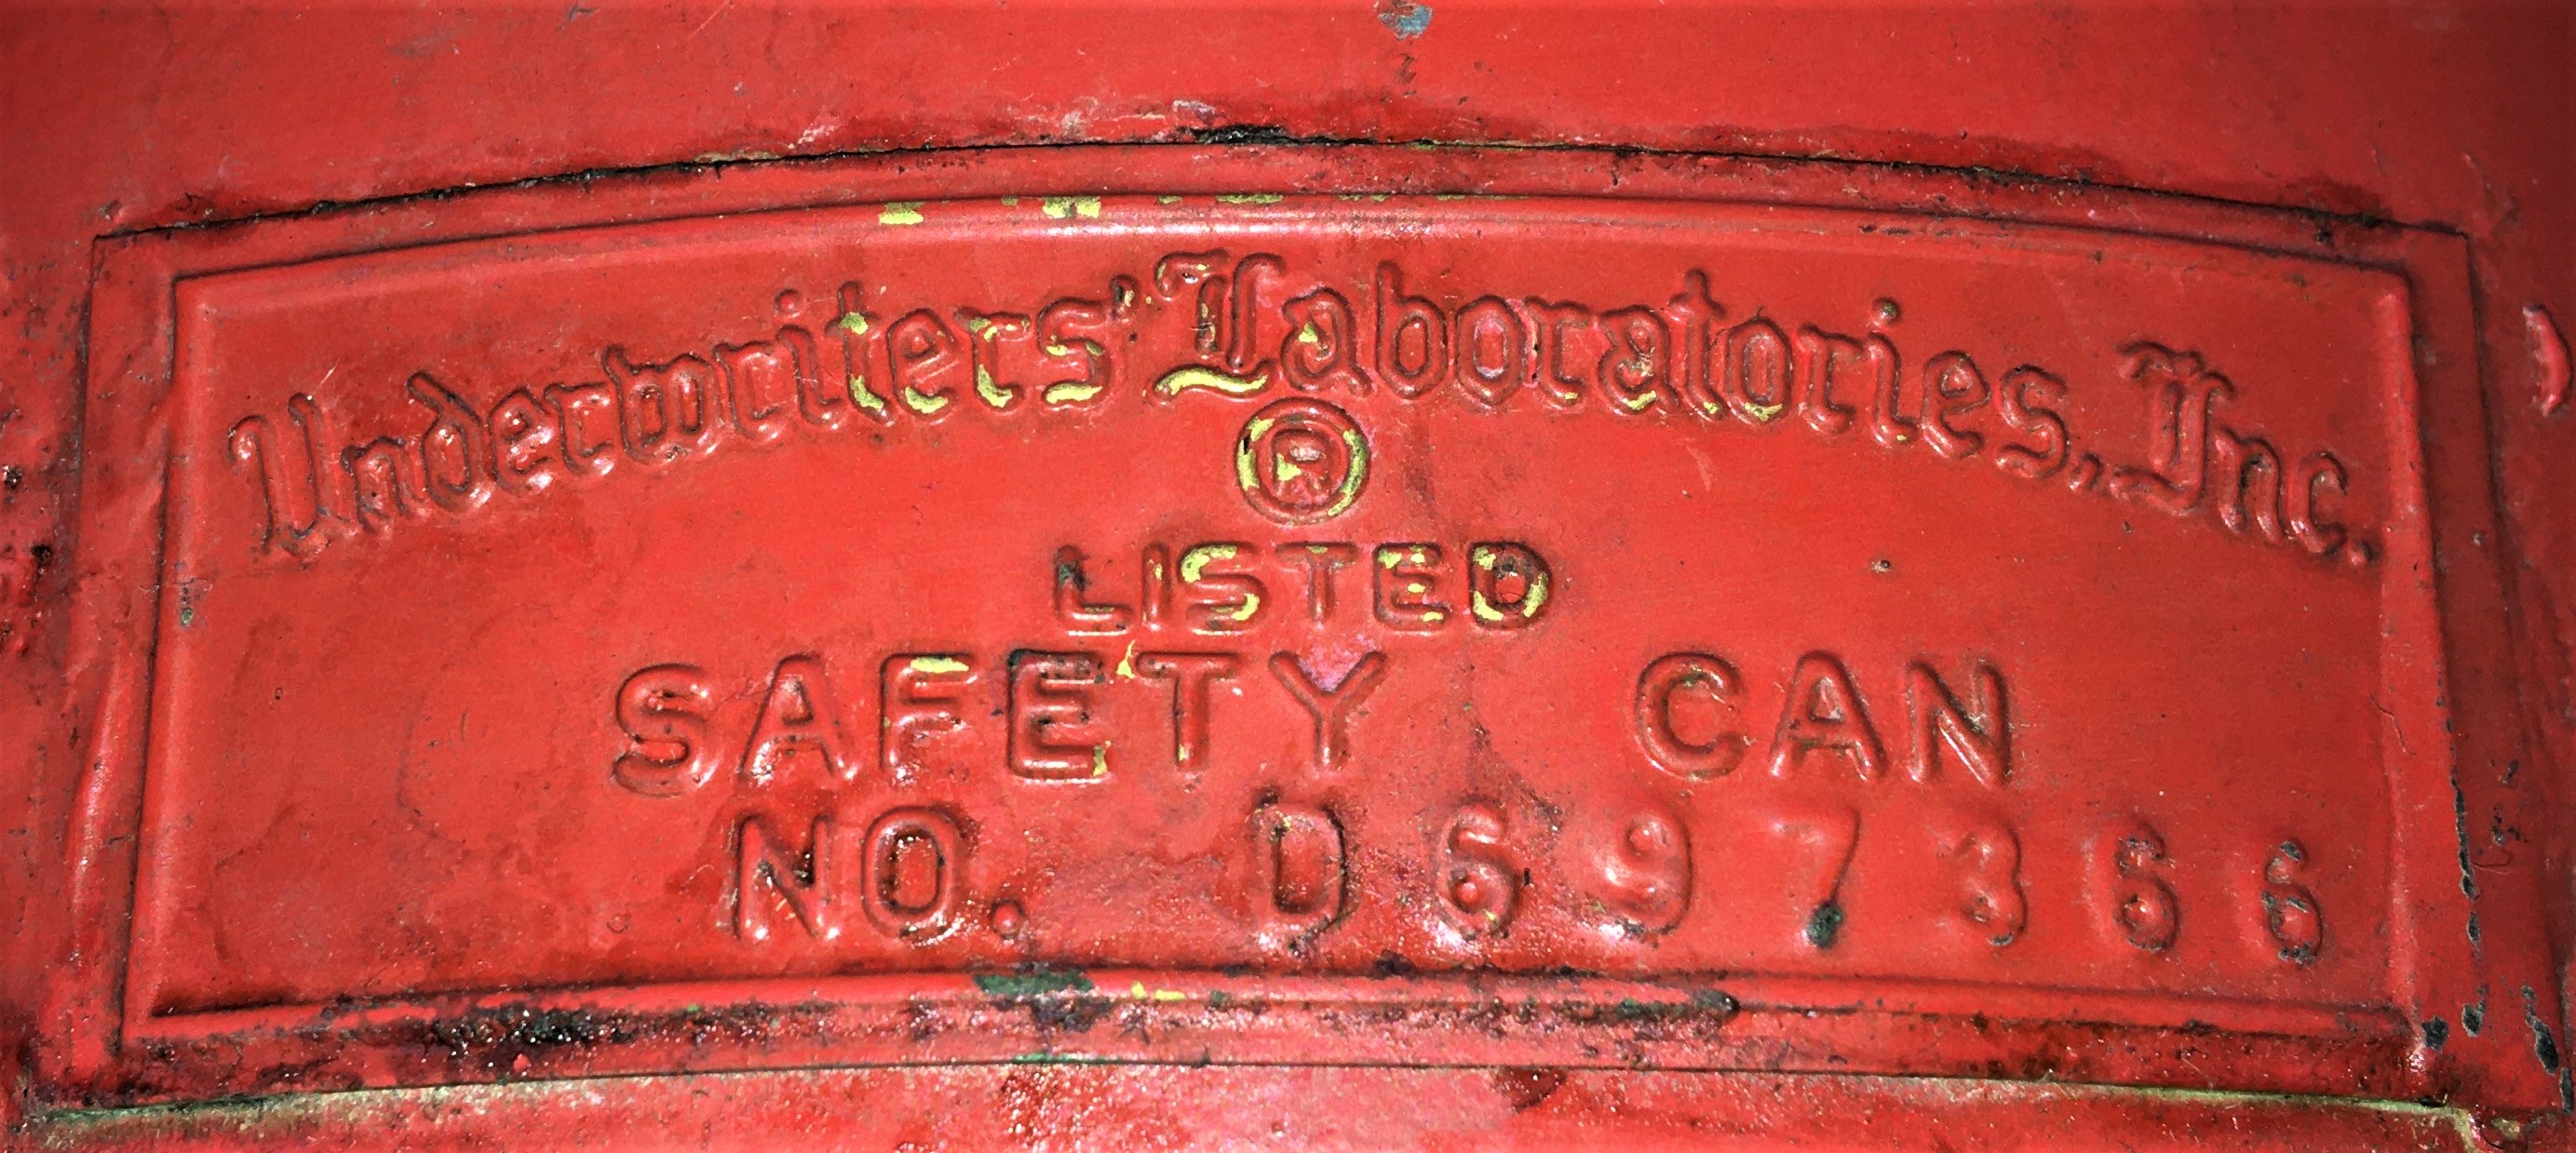 Underwriters' Laboratories, Inc.
®
LISTED
SAFETY CAN
NO. D697366